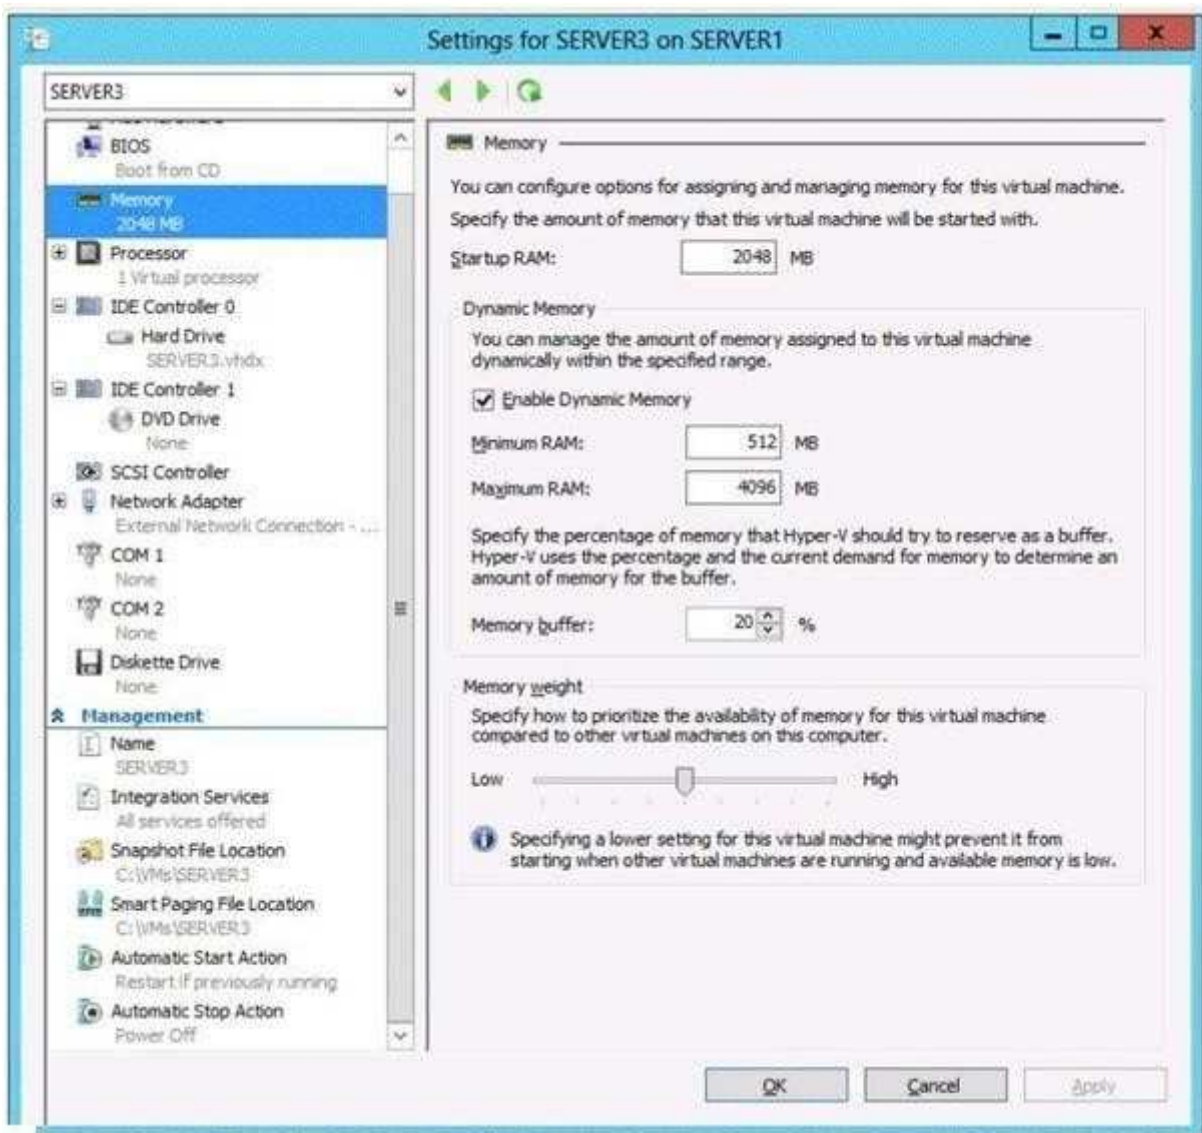 Settings for SERVER3 on SERVER1
SERVER3
BIOS
Boot from CD
Memory
2048 MB
Processor
1 Virtual processor
IDE Controller 0
Hard Drive
SERVER3.vhdx
IDE Controller 1
DVD Drive
None
SCSI Controller
Network Adapter
External Network Connection - ...
COM 1
None
COM 2
None
Diskette Drive
None
Management
Name
SERVER3
Integration Services
All services offered
Snapshot File Location
C:\VMs\SERVER3
Smart Paging File Location
C:\VMs\SERVER3
Automatic Start Action
Restart if previously running
Automatic Stop Action
Power Off
Memory
You can configure options for assigning and managing memory for this virtual machine.
Specify the amount of memory that this virtual machine will be started with.
Startup RAM: 2048 MB
Dynamic Memory
You can manage the amount of memory assigned to this virtual machine
dynamically within the specified range.
Enable Dynamic Memory
Minimum RAM: 512 MB
Maximum RAM: 4096 MB
Specify the percentage of memory that Hyper-V should try to reserve as a buffer.
Hyper-V uses the percentage and the current demand for memory to determine an
amount of memory for the buffer.
Memory buffer: 20 %
Memory weight
Specify how to prioritize the availability of memory for this virtual machine
compared to other virtual machines on this computer.
Low High
Specifying a lower setting for this virtual machine might prevent it from
starting when other virtual machines are running and available memory is low.
OK Cancel Apply